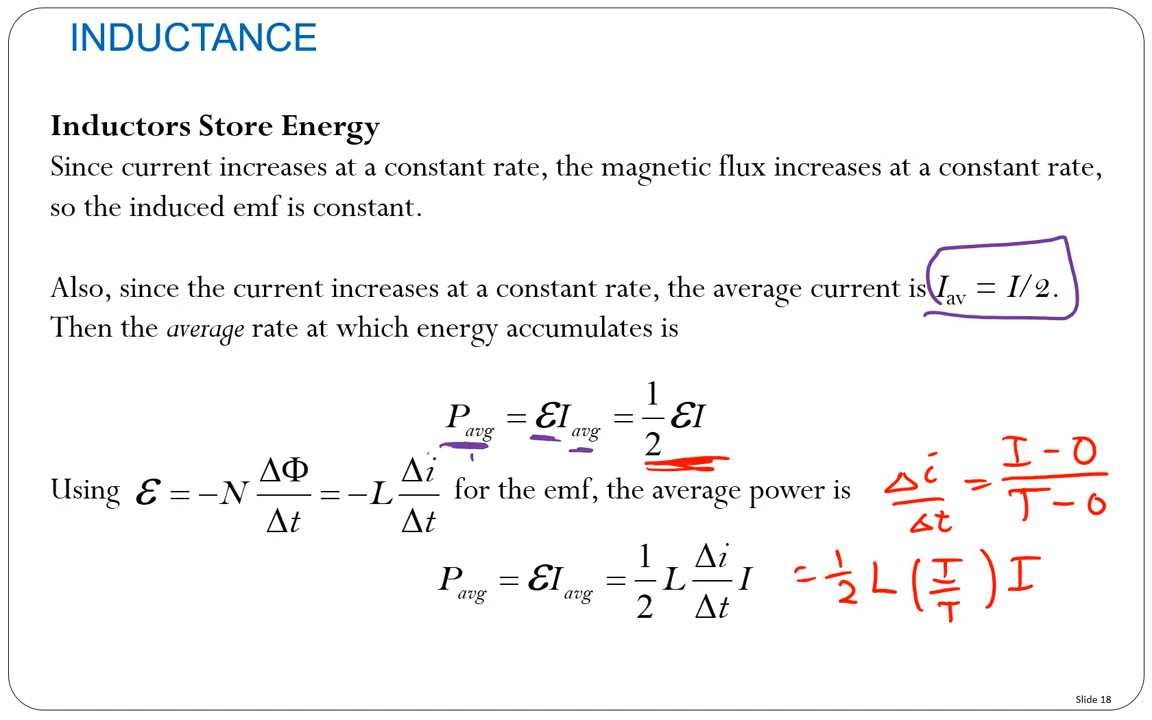 INDUCTANCE
Inductors Store Energy
Since current increases at a constant rate, the magnetic flux increases at a constant rate,
so the induced emf is constant.
Also, since the current increases at a constant rate, the average current is I_av = I/2.
Then the average rate at which energy accumulates is
P_avg = ℰI_avg = 1/2 ℰI
Using ℰ = −N ΔΦ/Δt = −L Δi/Δt for the emf, the average power is
Δi/Δt = (I − 0)/(T − 0)
P_avg = ℰI_avg = 1/2 L Δi/Δt I = 1/2 L (I/T) I
Slide 18